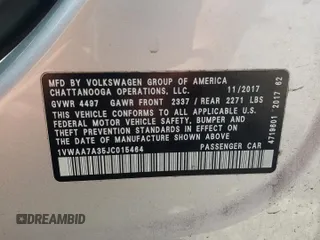 MFD BY VOLKSWAGEN GROUP OF AMERICA
CHATTANOOGA OPERATIONS, LLC. 11/2017
GVWR 4497 GAWR FRONT 2337 / REAR 2271 LBS
THIS VEHICLE CONFORMS TO ALL APPLICABLE U.S.
FEDERAL MOTOR VEHICLE SAFETY, BUMPER, AND
THEFT PREVENTION STANDARDS IN EFFECT ON THE
DATE OF MANUFACTURE SHOWN ABOVE.
1VWAA7A35JC015464 PASSENGER CAR
4719801 2017 02
DREAMBID